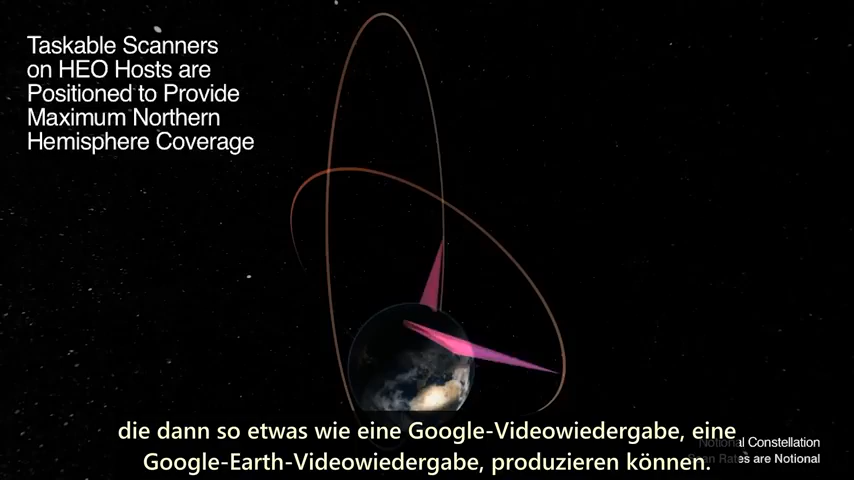 Taskable Scanners
on HEO Hosts are
Positioned to Provide
Maximum Northern
Hemisphere Coverage
die dann so etwas wie eine Google-Videowiedergabe, eine
Google-Earth-Videowiedergabe, produzieren können.
Notional Constellation
Scan Rates are Notional